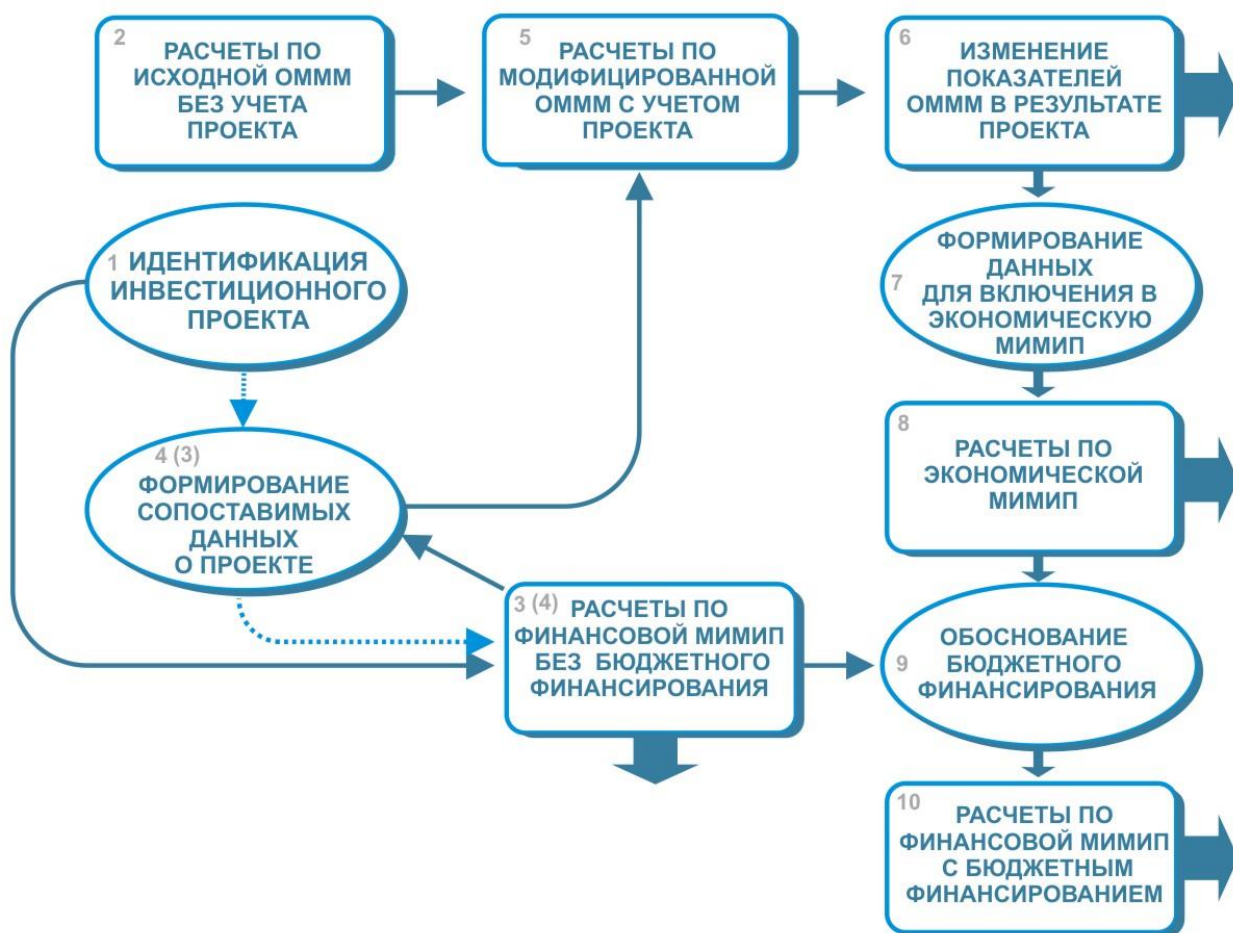 2
РАСЧЕТЫ ПО
ИСХОДНОЙ ОМММ
БЕЗ УЧЕТА
ПРОЕКТА
5
РАСЧЕТЫ ПО
МОДИФИЦИРОВАННОЙ
ОМММ С УЧЕТОМ
ПРОЕКТА
6
ИЗМЕНЕНИЕ
ПОКАЗАТЕЛЕЙ
ОМММ В РЕЗУЛЬТАТЕ
ПРОЕКТА
1 ИДЕНТИФИКАЦИЯ
ИНВЕСТИЦИОННОГО
ПРОЕКТА
7
ФОРМИРОВАНИЕ
ДАННЫХ
ДЛЯ ВКЛЮЧЕНИЯ В
ЭКОНОМИЧЕСКУЮ
МИМИП
4 (3)
ФОРМИРОВАНИЕ
СОПОСТАВИМЫХ
ДАННЫХ
О ПРОЕКТЕ
8
РАСЧЕТЫ ПО
ЭКОНОМИЧЕСКОЙ
МИМИП
3 (4)
РАСЧЕТЫ ПО
ФИНАНСОВОЙ МИМИП
БЕЗ БЮДЖЕТНОГО
ФИНАНСИРОВАНИЯ
9
ОБОСНОВАНИЕ
БЮДЖЕТНОГО
ФИНАНСИРОВАНИЯ
10
РАСЧЕТЫ ПО
ФИНАНСОВОЙ МИМИП
С БЮДЖЕТНЫМ
ФИНАНСИРОВАНИЕМ